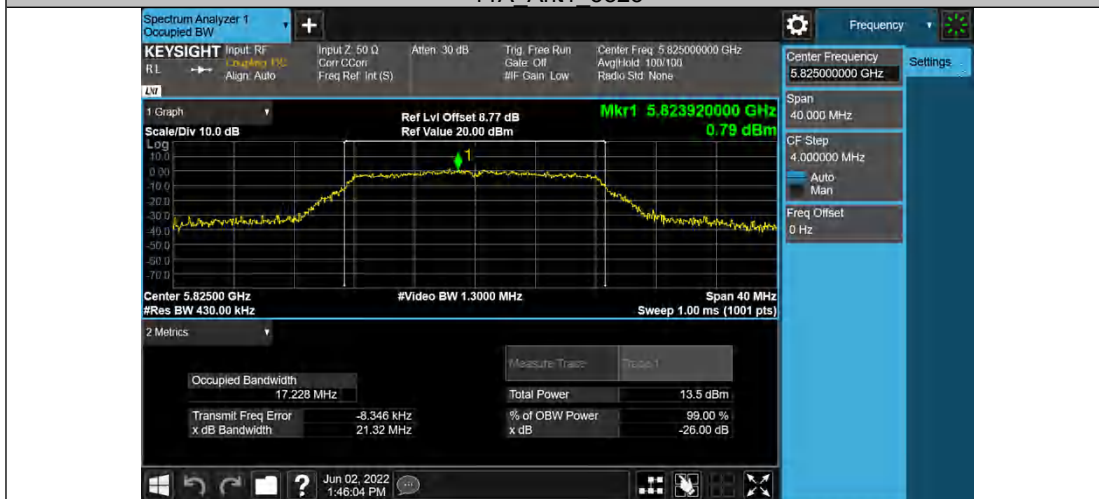 Spectrum Analyzer 1
Occupied BW
Frequency
KEYSIGHT Input: RF
RL
Coupling: DC
Align: Auto
Input Z: 50 Ω
Corr CCorr
Freq Ref: Int (S)
Atten: 30 dB
Trig: Free Run
Gate: Off
#IF Gain: Low
Center Freq: 5.825000000 GHz
Avg|Hold: 100/100
Radio Std: None
LXI
Center Frequency
5.825000000 GHz
Settings
Span
40.000 MHz
CF Step
4.000000 MHz
Auto
Man
Freq Offset
0 Hz
1 Graph
Scale/Div 10.0 dB
Ref Lvl Offset 8.77 dB
Ref Value 20.00 dBm
Mkr1 5.823920000 GHz
0.79 dBm
Log
10.0
0.00
-10.0
-20.0
-30.0
-40.0
-50.0
-60.0
-70.0
1
Center 5.82500 GHz
#Res BW 430.00 kHz
#Video BW 1.3000 MHz
Span 40 MHz
Sweep 1.00 ms (1001 pts)
2 Metrics
Measure Trace
Trace 1
Occupied Bandwidth
17.228 MHz
Total Power
13.5 dBm
Transmit Freq Error
-8.346 kHz
% of OBW Power
99.00 %
x dB Bandwidth
21.32 MHz
x dB
-26.00 dB
Jun 02, 2022
1:46:04 PM